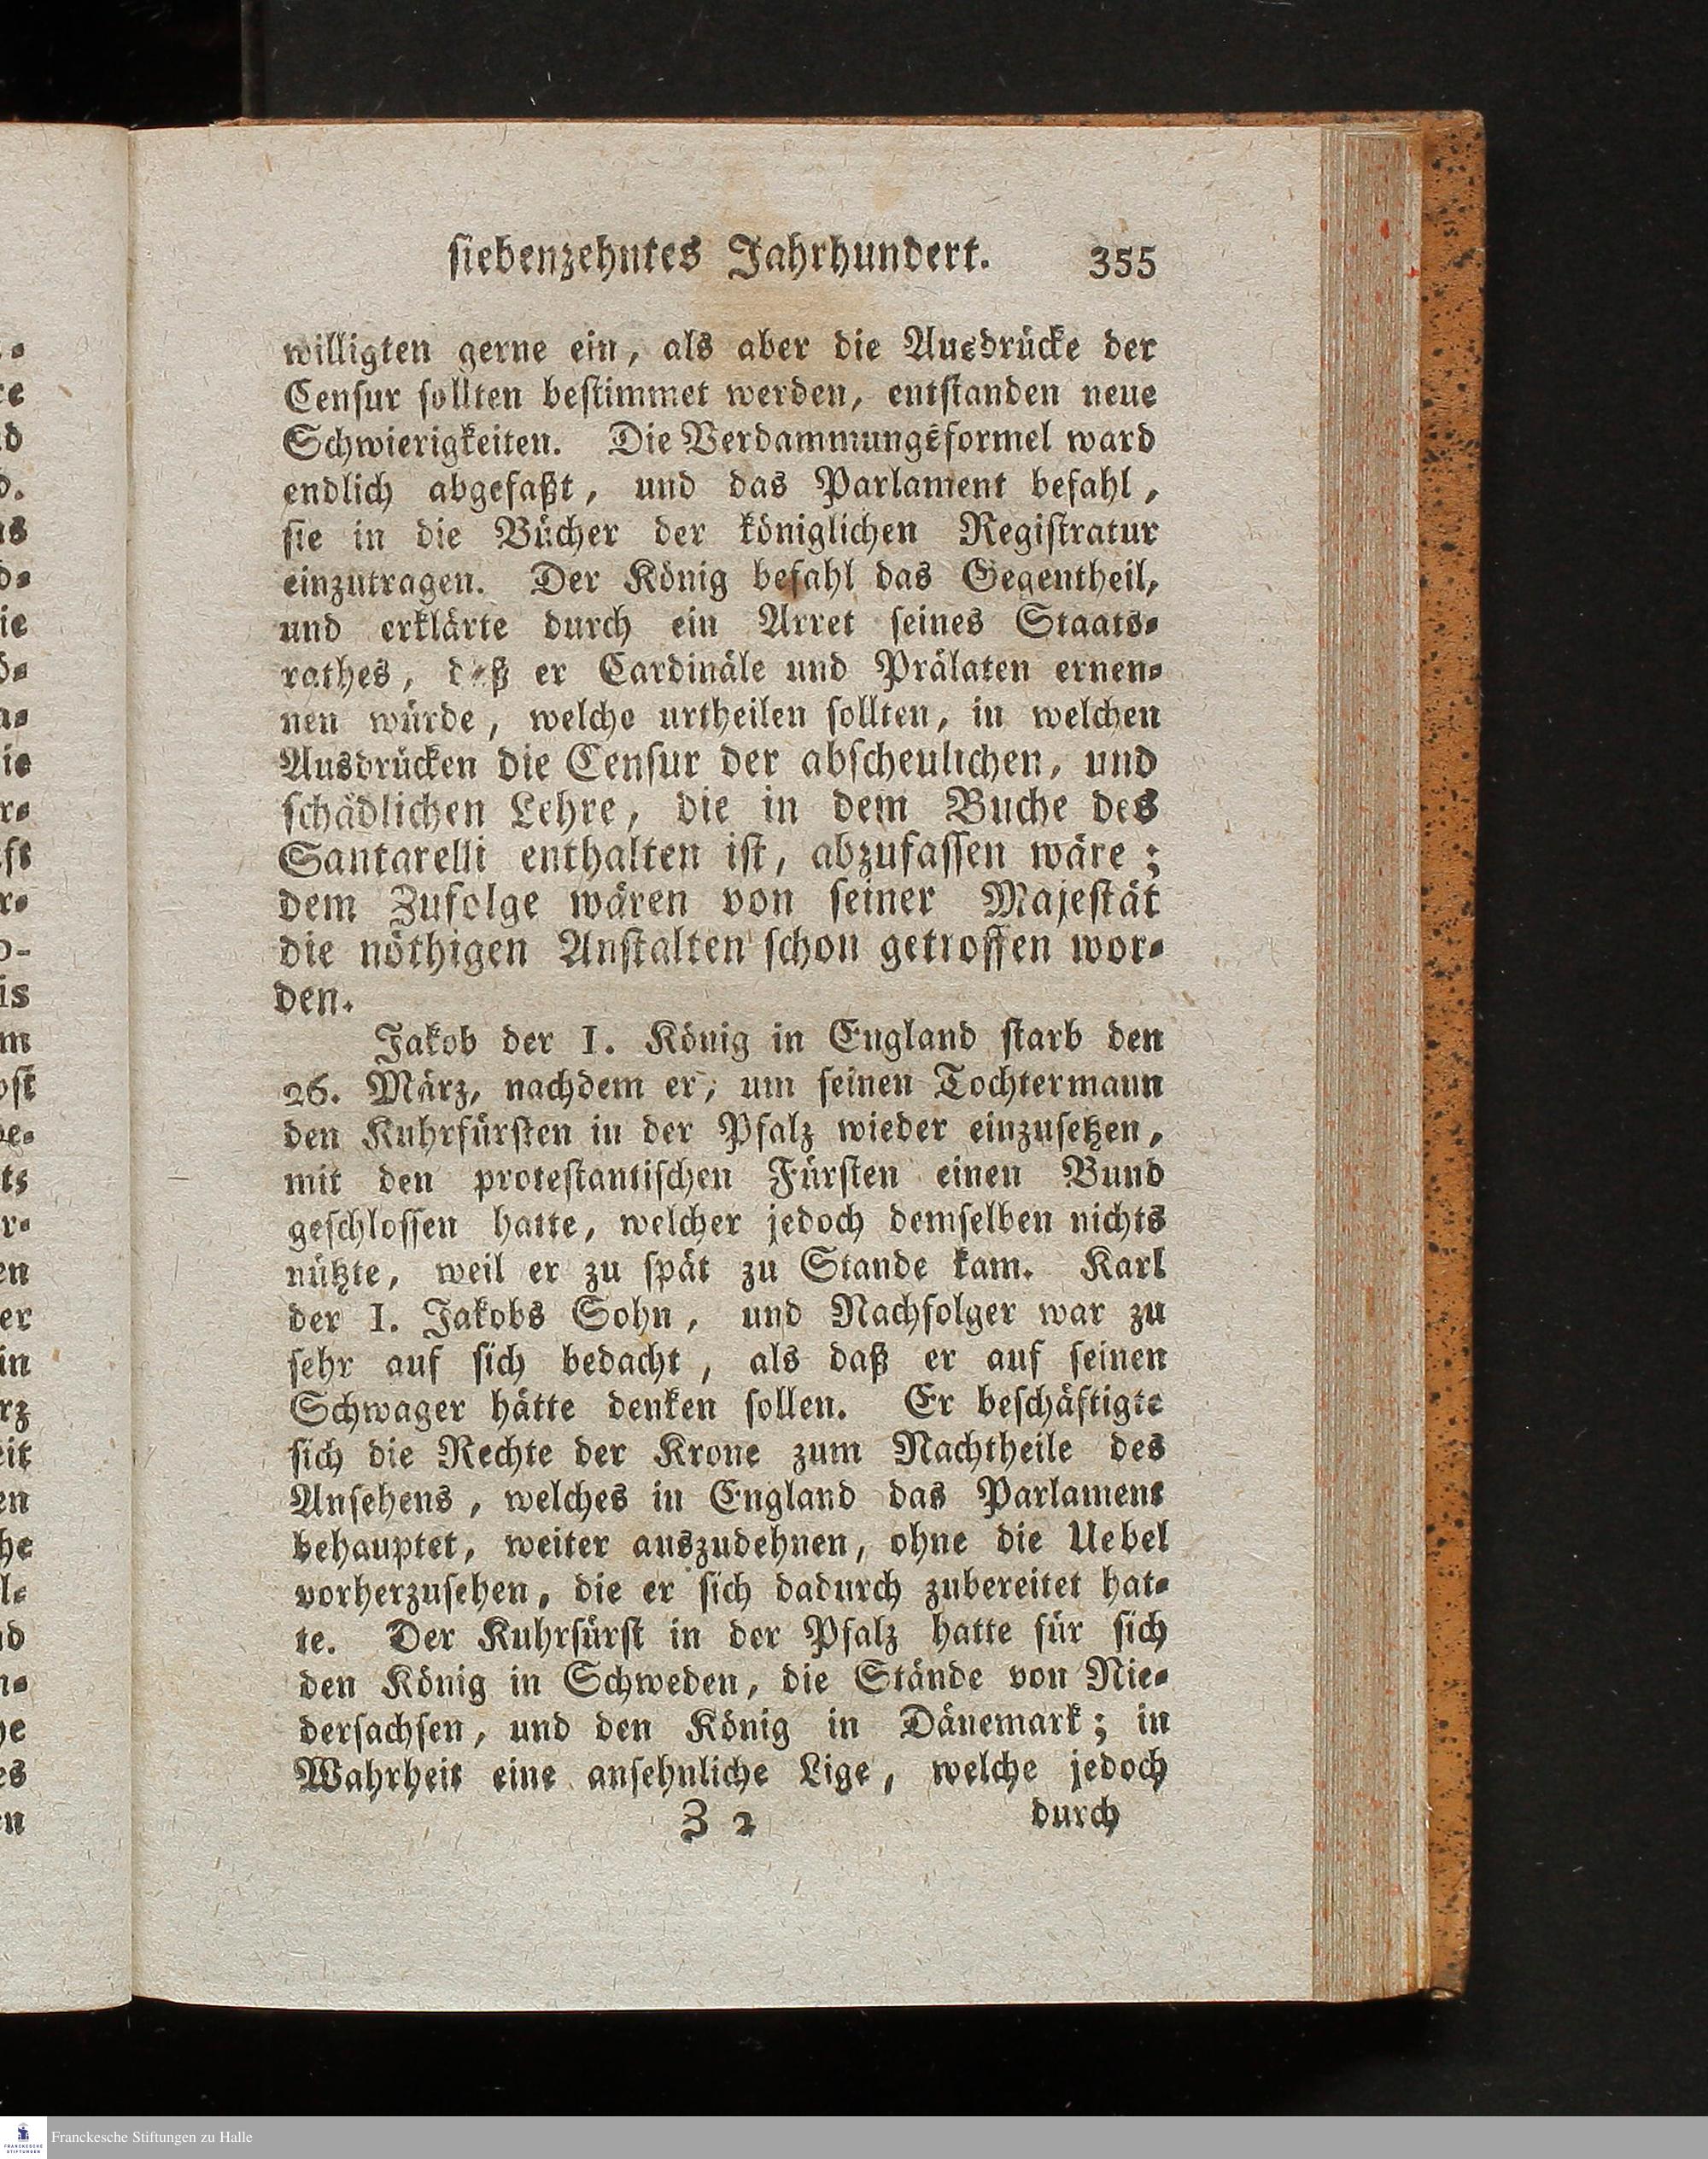 siebenzehntes Jahrhundert. 355
willigten gerne ein, als aber die Ausdrücke der
Censur sollten bestimmet werden, entstanden neue
Schwierigkeiten. Die Verdammungsformel ward
endlich abgefaßt, und das Parlament befahl,
sie in die Bücher der königlichen Registratur
einzutragen. Der König befahl das Gegentheil,
und erklärte durch ein Arret seines Staats-
rathes, daß er Cardinäle und Prälaten ernen-
nen würde, welche urtheilen sollten, in welchen
Ausdrücken die Censur der abscheulichen, und
schädlichen Lehre, die in dem Buche des
Santarelli enthalten ist, abzufassen wäre;
dem Zufolge wären von seiner Majestät
die nöthigen Anstalten schon getroffen wor-
den.
Jakob der I. König in England starb den
26. März, nachdem er, um seinen Tochtermann
den Kuhrfürsten in der Pfalz wieder einzusetzen,
mit den protestantischen Fürsten einen Bund
geschlossen hatte, welcher jedoch demselben nichts
nützte, weil er zu spät zu Stande kam. Karl
der I. Jakobs Sohn, und Nachfolger war zu
sehr auf sich bedacht, als daß er auf seinen
Schwager hätte denken sollen. Er beschäftigte
sich die Rechte der Krone zum Nachtheile des
Ansehens, welches in England das Parlament
behauptet, weiter auszudehnen, ohne die Uebel
vorherzusehen, die er sich dadurch zubereitet hat-
te. Der Kuhrfürst in der Pfalz hatte für sich
den König in Schweden, die Stände von Nie-
dersachsen, und den König in Dänemark; in
Wahrheit eine ansehnliche Lige, welche jedoch
Z 2 durch
Franckesche Stiftungen zu Halle